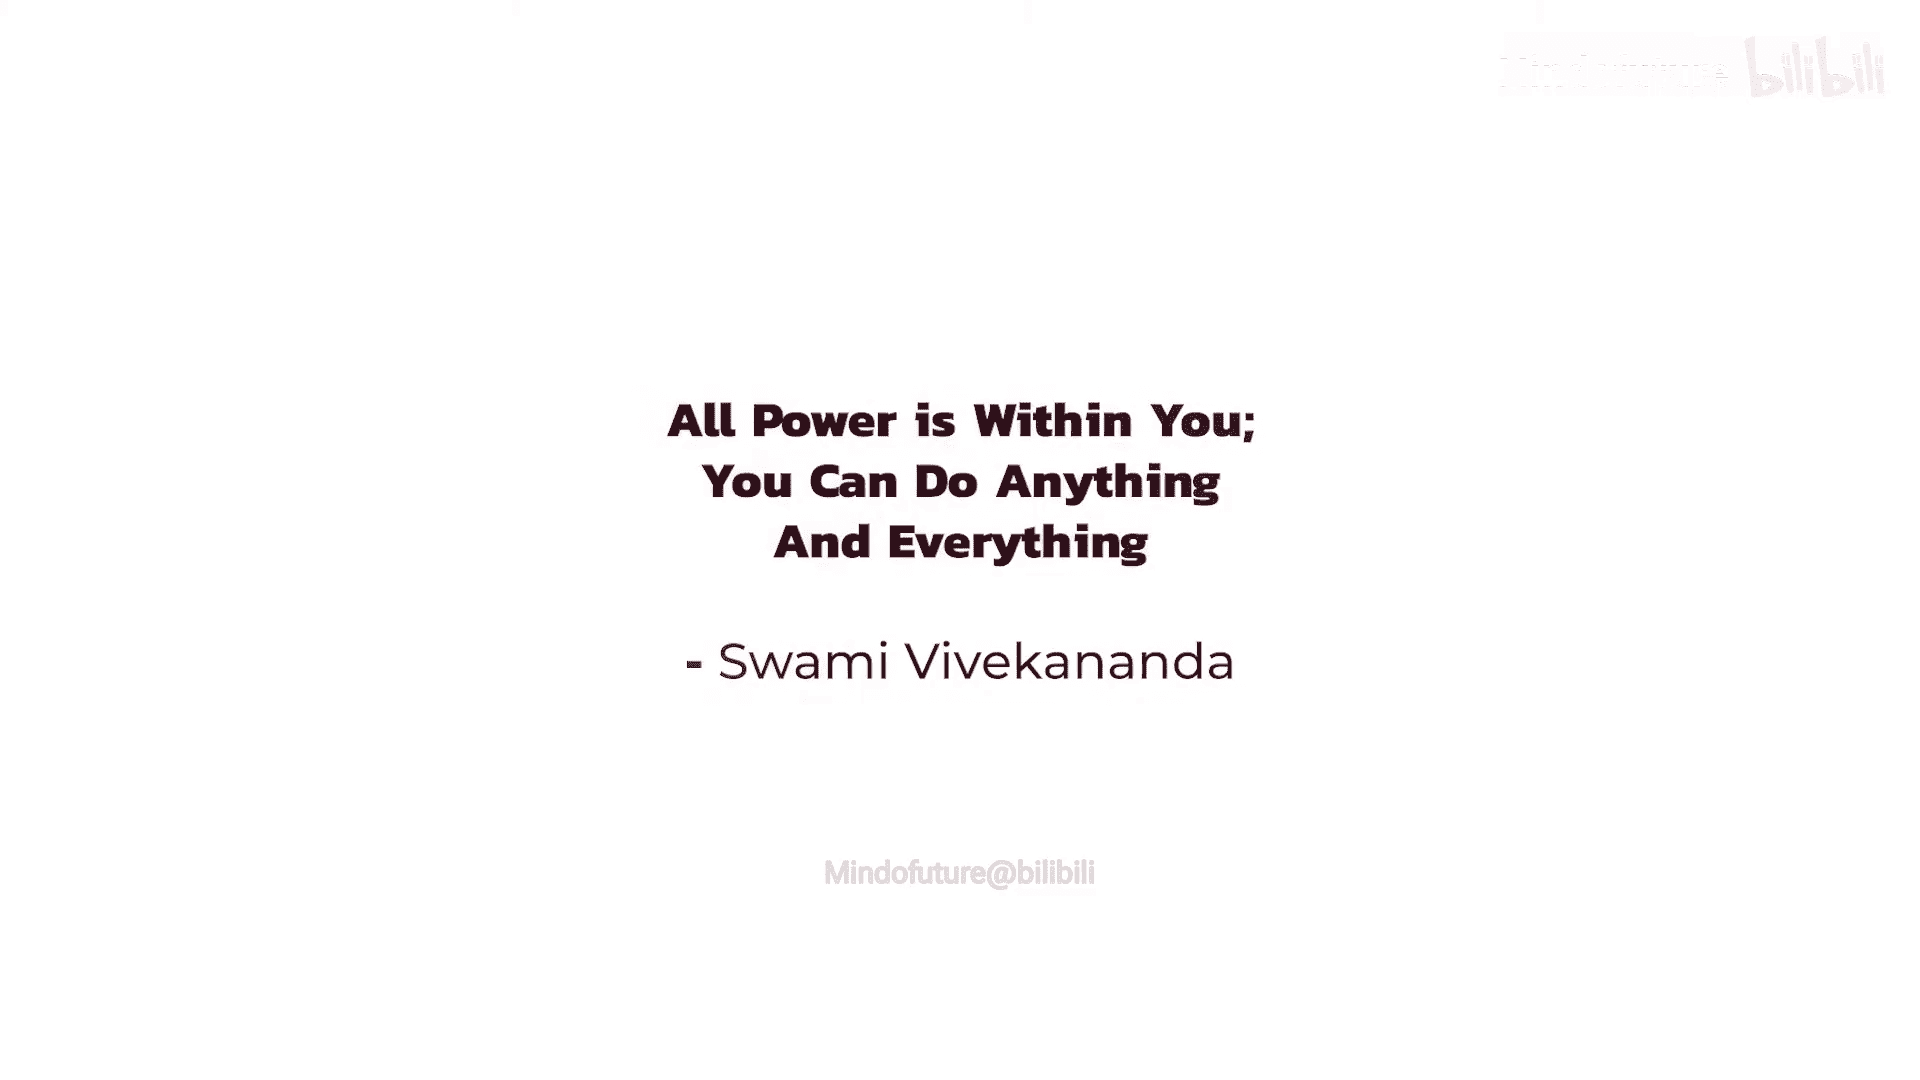 bilibili
All Power is Within You;
You Can Do Anything
And Everything
- Swami Vivekananda
Mindofuture@bilibili